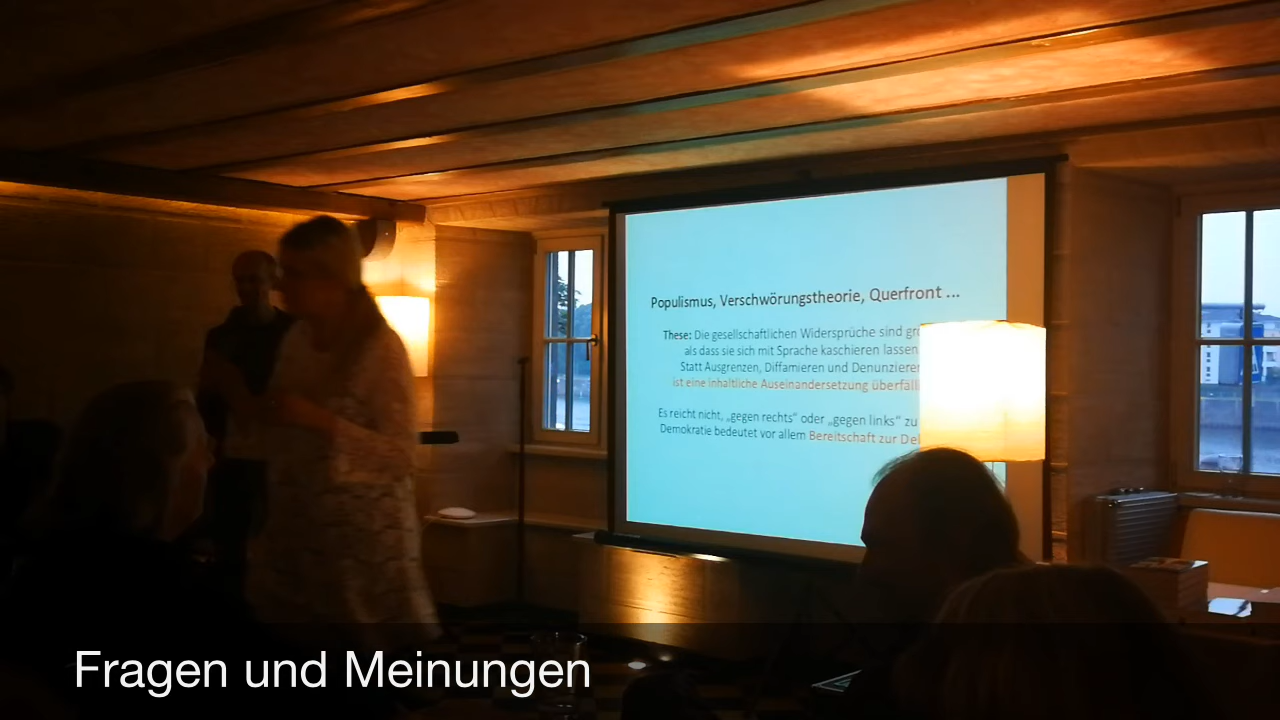 Populismus, Verschwörungstheorie, Querfront ...
These: Die gesellschaftlichen Widersprüche sind
als dass sie sich mit Sprache kaschieren lassen
Statt Ausgrenzen, Diffamieren und Denunzieren
ist eine inhaltliche Auseinandersetzung
Es reicht nicht, „gegen rechts“ oder „gegen links“ zu
Demokratie bedeutet vor allem Bereitschaft zur
Fragen und Meinungen